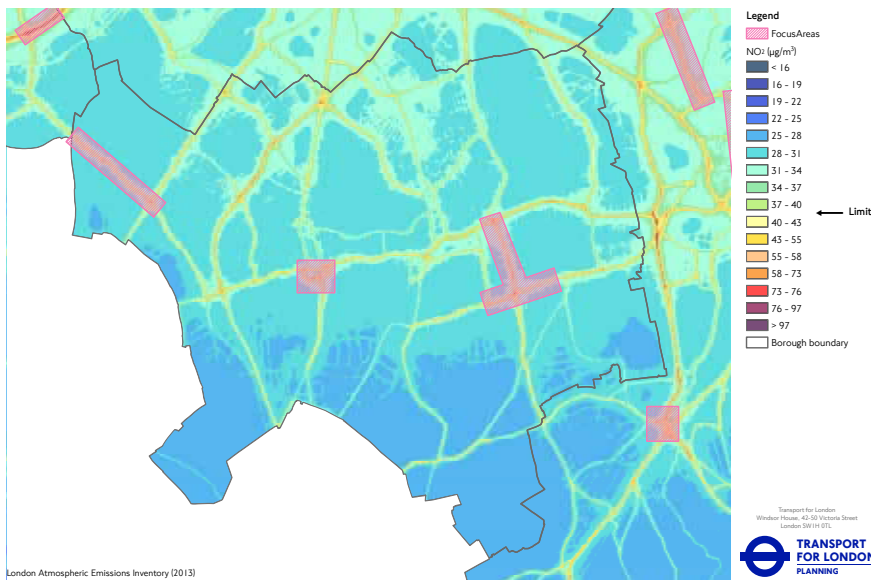 Legend
FocusAreas
NO2 (µg/m³)
< 16
16 - 19
19 - 22
22 - 25
25 - 28
28 - 31
31 - 34
34 - 37
37 - 40
Limit
40 - 43
43 - 55
55 - 58
58 - 73
73 - 76
76 - 97
> 97
Borough boundary
Transport for London
Windsor House, 42-50 Victoria Street
London SW1H 0TL
TRANSPORT
FOR LONDON
PLANNING
London Atmospheric Emissions Inventory (2013)